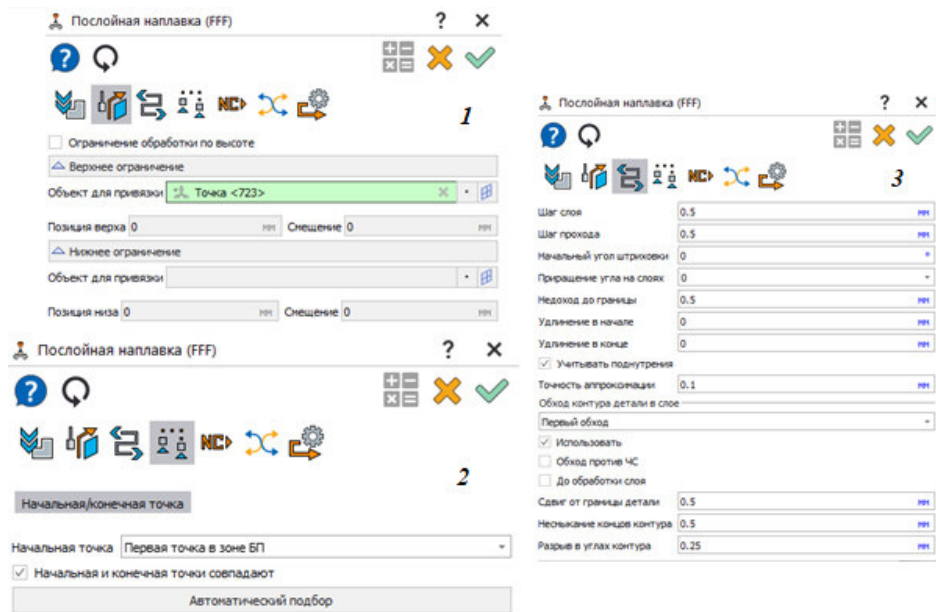 Послойная наплавка (FFF) ? ×
? NC
1
Ограничение обработки по высоте
Верхнее ограничение
Объект для привязки Точка <723>
Позиция верха 0 мм Смещение 0 мм
Нижнее ограничение
Объект для привязки
Позиция низа 0 мм Смещение 0 мм
Послойная наплавка (FFF) ? ×
? NC
2
Начальная/конечная точка
Начальная точка Первая точка в зоне БП
Начальная и конечная точки совпадают
Автоматический подбор
Послойная наплавка (FFF) ? ×
? NC
3
Шаг слоя 0.5 мм
Шаг прохода 0.5 мм
Начальный угол штриховки 0 °
Приращение угла на слоях 0
Недоход до границы 0.5 мм
Удлинение в начале 0 мм
Удлинение в конце 0 мм
Учитывать поднутрения
Точность аппроксимации 0.1 мм
Обход контура детали в слое
Первый обход
Использовать
Обход против ЧС
До обработки слоя
Сдвиг от границы детали 0.5 мм
Несмыкание концов контура 0.5 мм
Разрыв в углах контура 0.25 мм